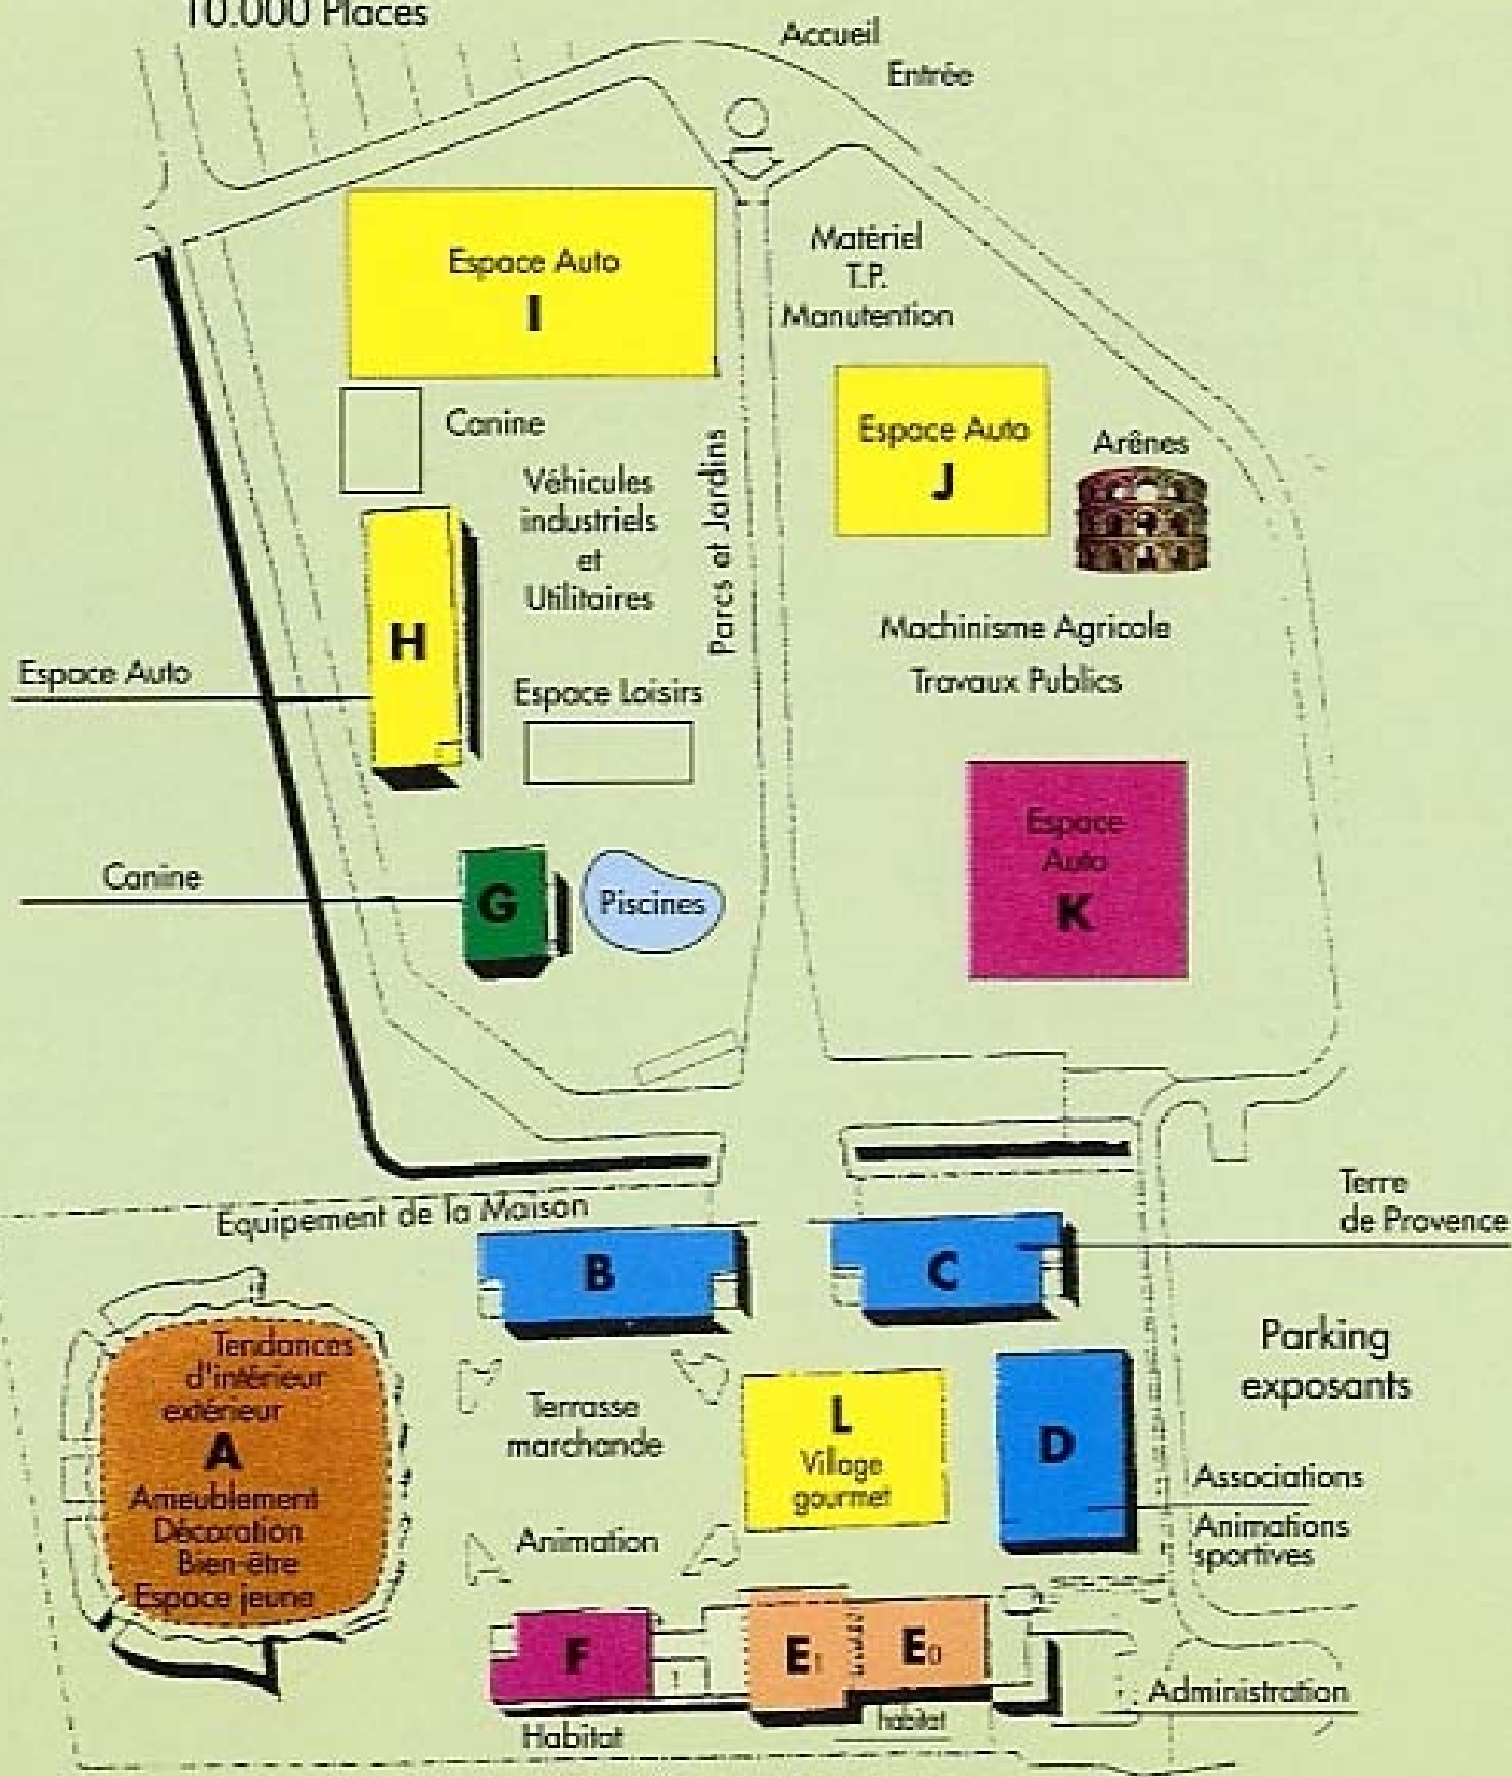 10.000 Places
Accueil
Entrée
Espace Auto
I
Matériel
T.P.
Manutention
Canine
Véhicules
industriels
et
Utilitaires
Parcs et Jardins
Espace Auto
J
Arênes
H
Espace Auto
Espace Loisirs
Machinisme Agricole
Travaux Publics
Espace
Auto
K
Canine
G
Piscines
Terre
de Provence
Equipement de la Maison
B
C
Tendances
d'intérieur
extérieur
A
Ameublement
Décoration
Bien-être
Espace jeune
Terrasse
marchande
Animation
L
Village
gourmet
D
Parking
exposants
Associations
Animations
sportives
F
E1
E0
Administration
Habitat
habitat